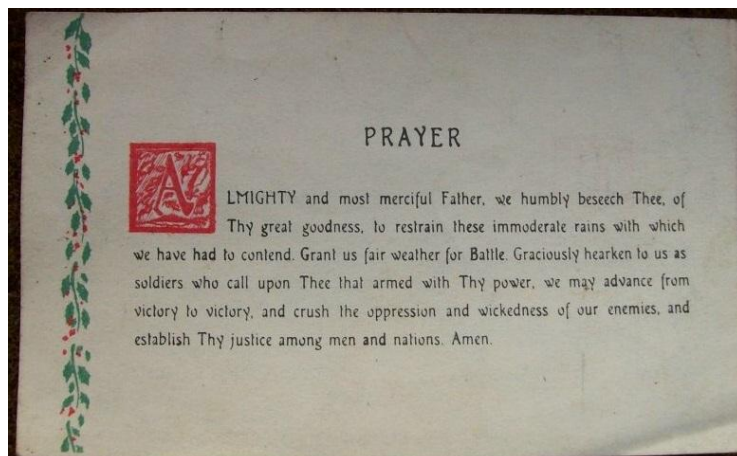 PRAYER
ALMIGHTY and most merciful Father, we humbly beseech Thee, of
Thy great goodness, to restrain these immoderate rains with which
we have had to contend. Grant us fair weather for Battle. Graciously hearken to us as
soldiers who call upon Thee that armed with Thy power, we may advance from
victory to victory, and crush the oppression and wickedness of our enemies, and
establish Thy justice among men and nations. Amen.